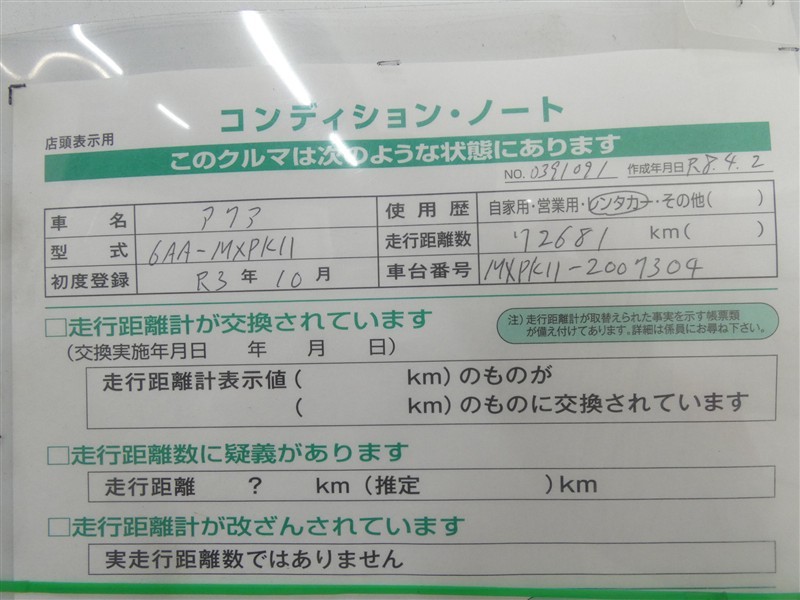 コンディション・ノート
店頭表示用
このクルマは次のような状態にあります
NO. 0391091 作成年月日 R8.4.2
車名 アクア 使用歴 自家用・営業用・レンタカー・その他( )
型式 6AA-MXPK11 走行距離数 72681 km( )
初度登録 R3年10月 車台番号 MXPK11-2007304
□走行距離計が交換されています
注)走行距離計が取替えられた事実を示す帳票類
が備え付けてあります。詳細は係員にお尋ね下さい。
(交換実施年月日 年 月 日)
走行距離計表示値( km)のものが
( km)のものに交換されています
□走行距離数に疑義があります
走行距離 ? km(推定 )km
□走行距離計が改ざんされています
実走行距離数ではありません